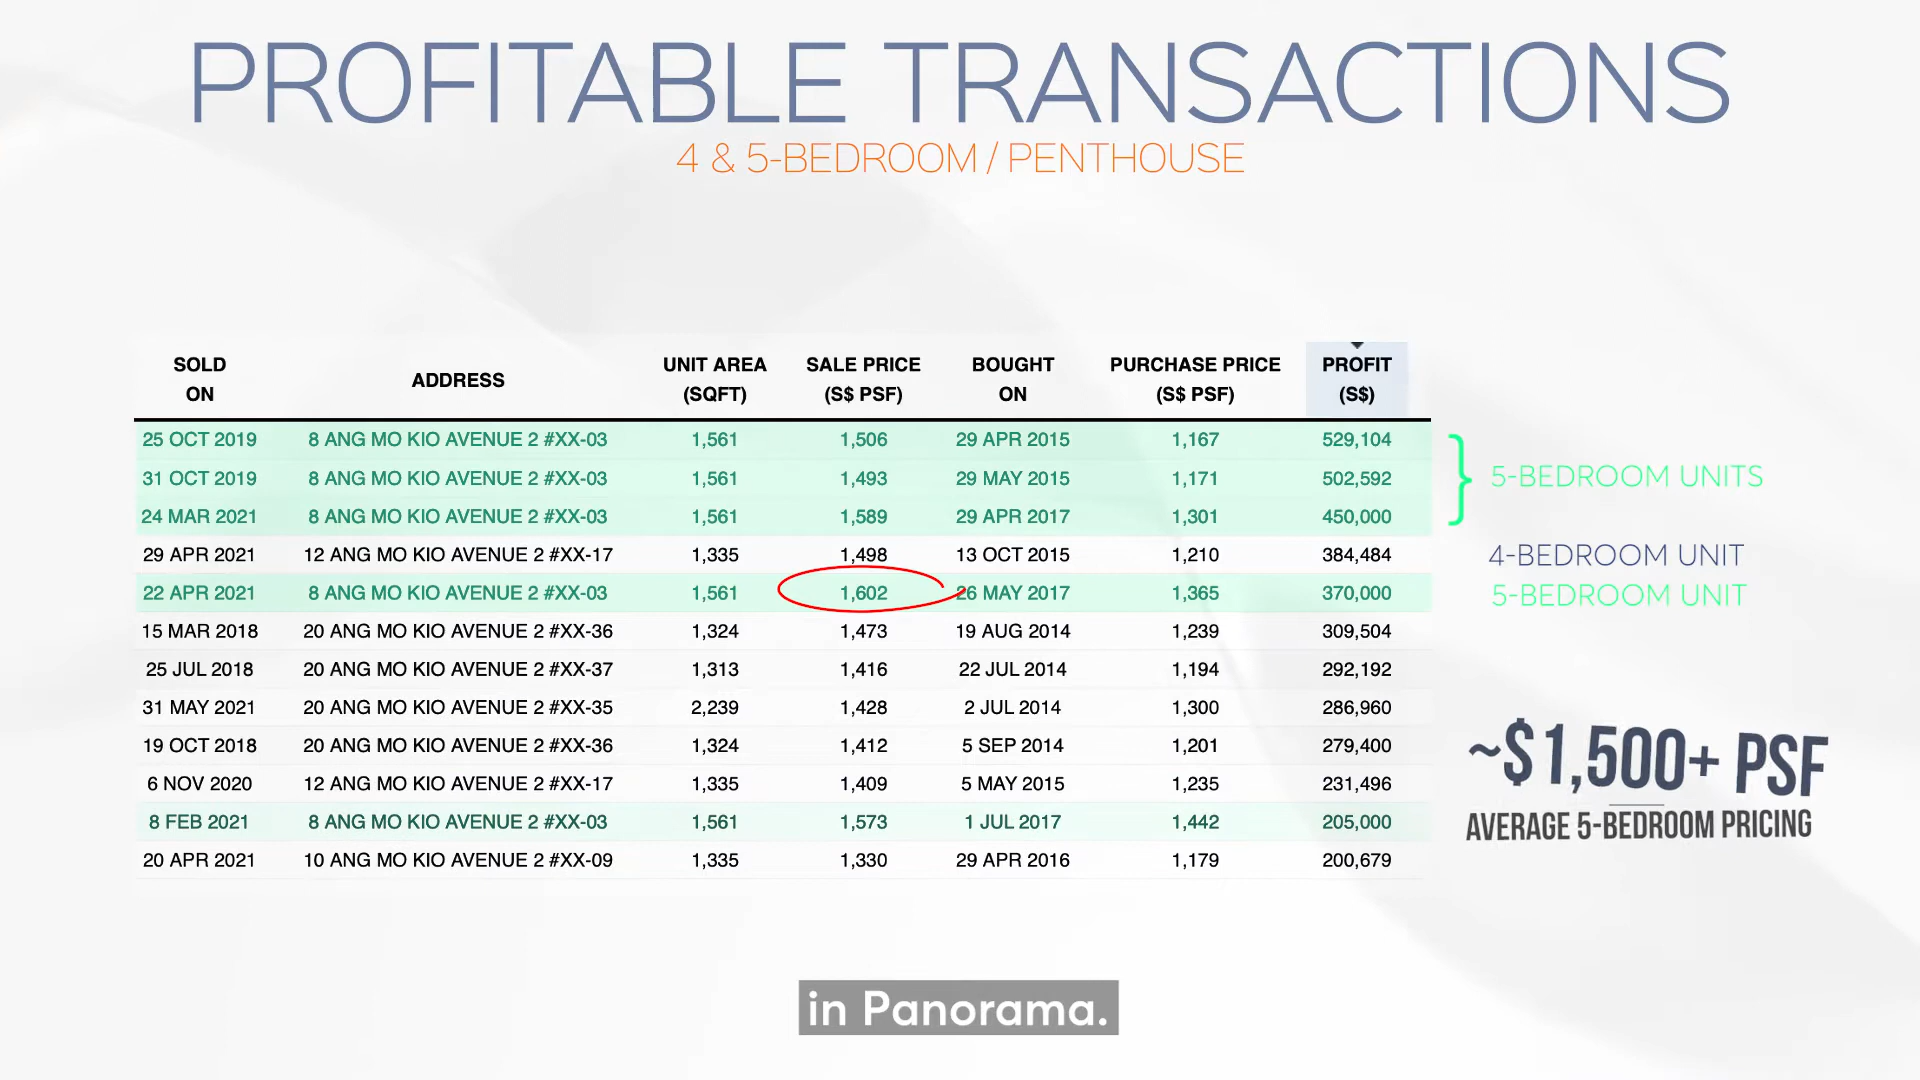 PROFITABLE TRANSACTIONS
4 & 5-BEDROOM / PENTHOUSE
SOLD ON ADDRESS UNIT AREA (SQFT) SALE PRICE (S$ PSF) BOUGHT ON PURCHASE PRICE (S$ PSF) PROFIT (S$)
25 OCT 2019 8 ANG MO KIO AVENUE 2 #XX-03 1,561 1,506 29 APR 2015 1,167 529,104
31 OCT 2019 8 ANG MO KIO AVENUE 2 #XX-03 1,561 1,493 29 MAY 2015 1,171 502,592
24 MAR 2021 8 ANG MO KIO AVENUE 2 #XX-03 1,561 1,589 29 APR 2017 1,301 450,000
5-BEDROOM UNITS
29 APR 2021 12 ANG MO KIO AVENUE 2 #XX-17 1,335 1,498 13 OCT 2015 1,210 384,484
4-BEDROOM UNIT
22 APR 2021 8 ANG MO KIO AVENUE 2 #XX-03 1,561 1,602 26 MAY 2017 1,365 370,000
5-BEDROOM UNIT
15 MAR 2018 20 ANG MO KIO AVENUE 2 #XX-36 1,324 1,473 19 AUG 2014 1,239 309,504
25 JUL 2018 20 ANG MO KIO AVENUE 2 #XX-37 1,313 1,416 22 JUL 2014 1,194 292,192
31 MAY 2021 20 ANG MO KIO AVENUE 2 #XX-35 2,239 1,428 2 JUL 2014 1,300 286,960
19 OCT 2018 20 ANG MO KIO AVENUE 2 #XX-36 1,324 1,412 5 SEP 2014 1,201 279,400
6 NOV 2020 12 ANG MO KIO AVENUE 2 #XX-17 1,335 1,409 5 MAY 2015 1,235 231,496
8 FEB 2021 8 ANG MO KIO AVENUE 2 #XX-03 1,561 1,573 1 JUL 2017 1,442 205,000
20 APR 2021 10 ANG MO KIO AVENUE 2 #XX-09 1,335 1,330 29 APR 2016 1,179 200,679
~$1,500+ PSF
AVERAGE 5-BEDROOM PRICING
in Panorama.